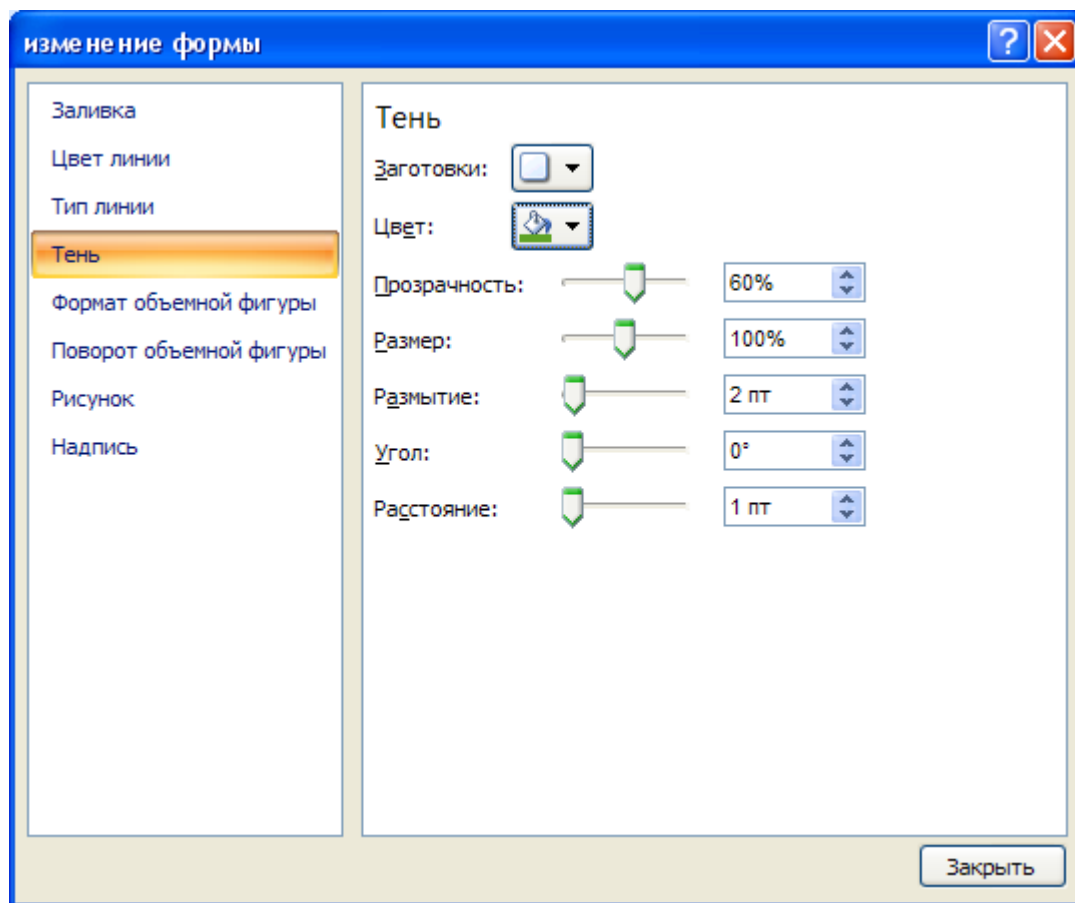 изменение формы
Заливка
Цвет линии
Тип линии
Тень
Формат объемной фигуры
Поворот объемной фигуры
Рисунок
Надпись
Тень
Заготовки:
Цвет:
Прозрачность: 60%
Размер: 100%
Размытие: 2 пт
Угол: 0°
Расстояние: 1 пт
Закрыть